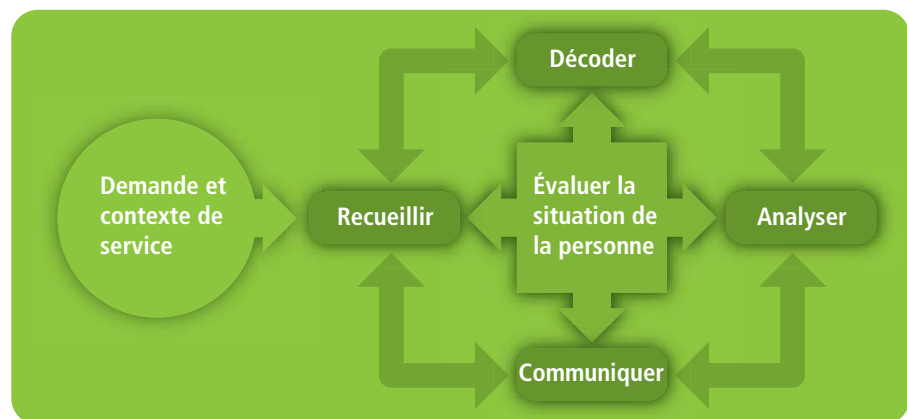 Décoder
Demande et
contexte de
service
Recueillir
Évaluer la
situation de
la personne
Analyser
Communiquer